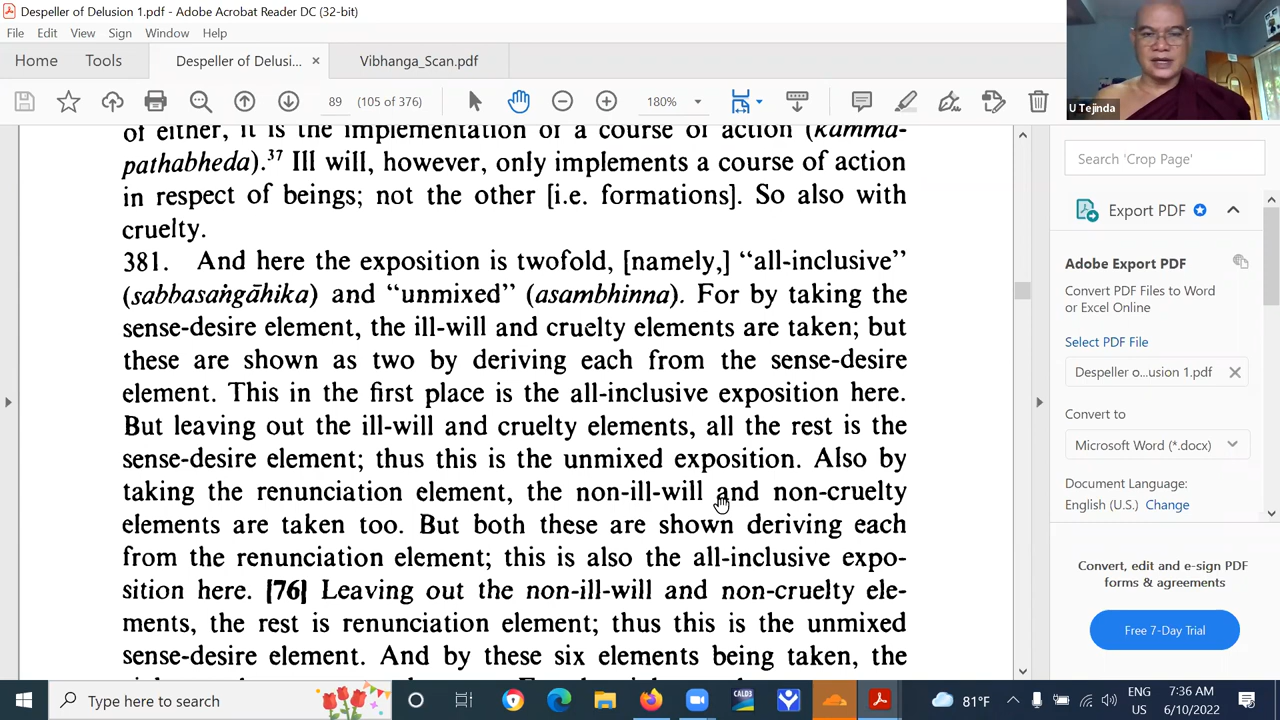 Despeller of Delusion 1.pdf - Adobe Acrobat Reader DC (32-bit)
File Edit View Sign Window Help
Home Tools Despeller of Delusi... × Vibhanga_Scan.pdf
89 (105 of 376) 180%
U Tejinda
of either, it is the implementation of a course of action (kamma-
pathabheda).37 Ill will, however, only implements a course of action
in respect of beings; not the other [i.e. formations]. So also with
cruelty.
381. And here the exposition is twofold, [namely,] “all-inclusive”
(sabbasaṅgāhika) and “unmixed” (asambhinna). For by taking the
sense-desire element, the ill-will and cruelty elements are taken; but
these are shown as two by deriving each from the sense-desire
element. This in the first place is the all-inclusive exposition here.
But leaving out the ill-will and cruelty elements, all the rest is the
sense-desire element; thus this is the unmixed exposition. Also by
taking the renunciation element, the non-ill-will and non-cruelty
elements are taken too. But both these are shown deriving each
from the renunciation element; this is also the all-inclusive expo-
sition here. [76] Leaving out the non-ill-will and non-cruelty ele-
ments, the rest is renunciation element; thus this is the unmixed
sense-desire element. And by these six elements being taken, the
Search 'Crop Page'
Export PDF
Adobe Export PDF
Convert PDF Files to Word
or Excel Online
Select PDF File
Despeller o...usion 1.pdf
Convert to
Microsoft Word (*.docx)
Document Language:
English (U.S.) Change
Convert, edit and e-sign PDF
forms & agreements
Free 7-Day Trial
Type here to search
CALD3
81°F
ENG
US
7:36 AM
6/10/2022